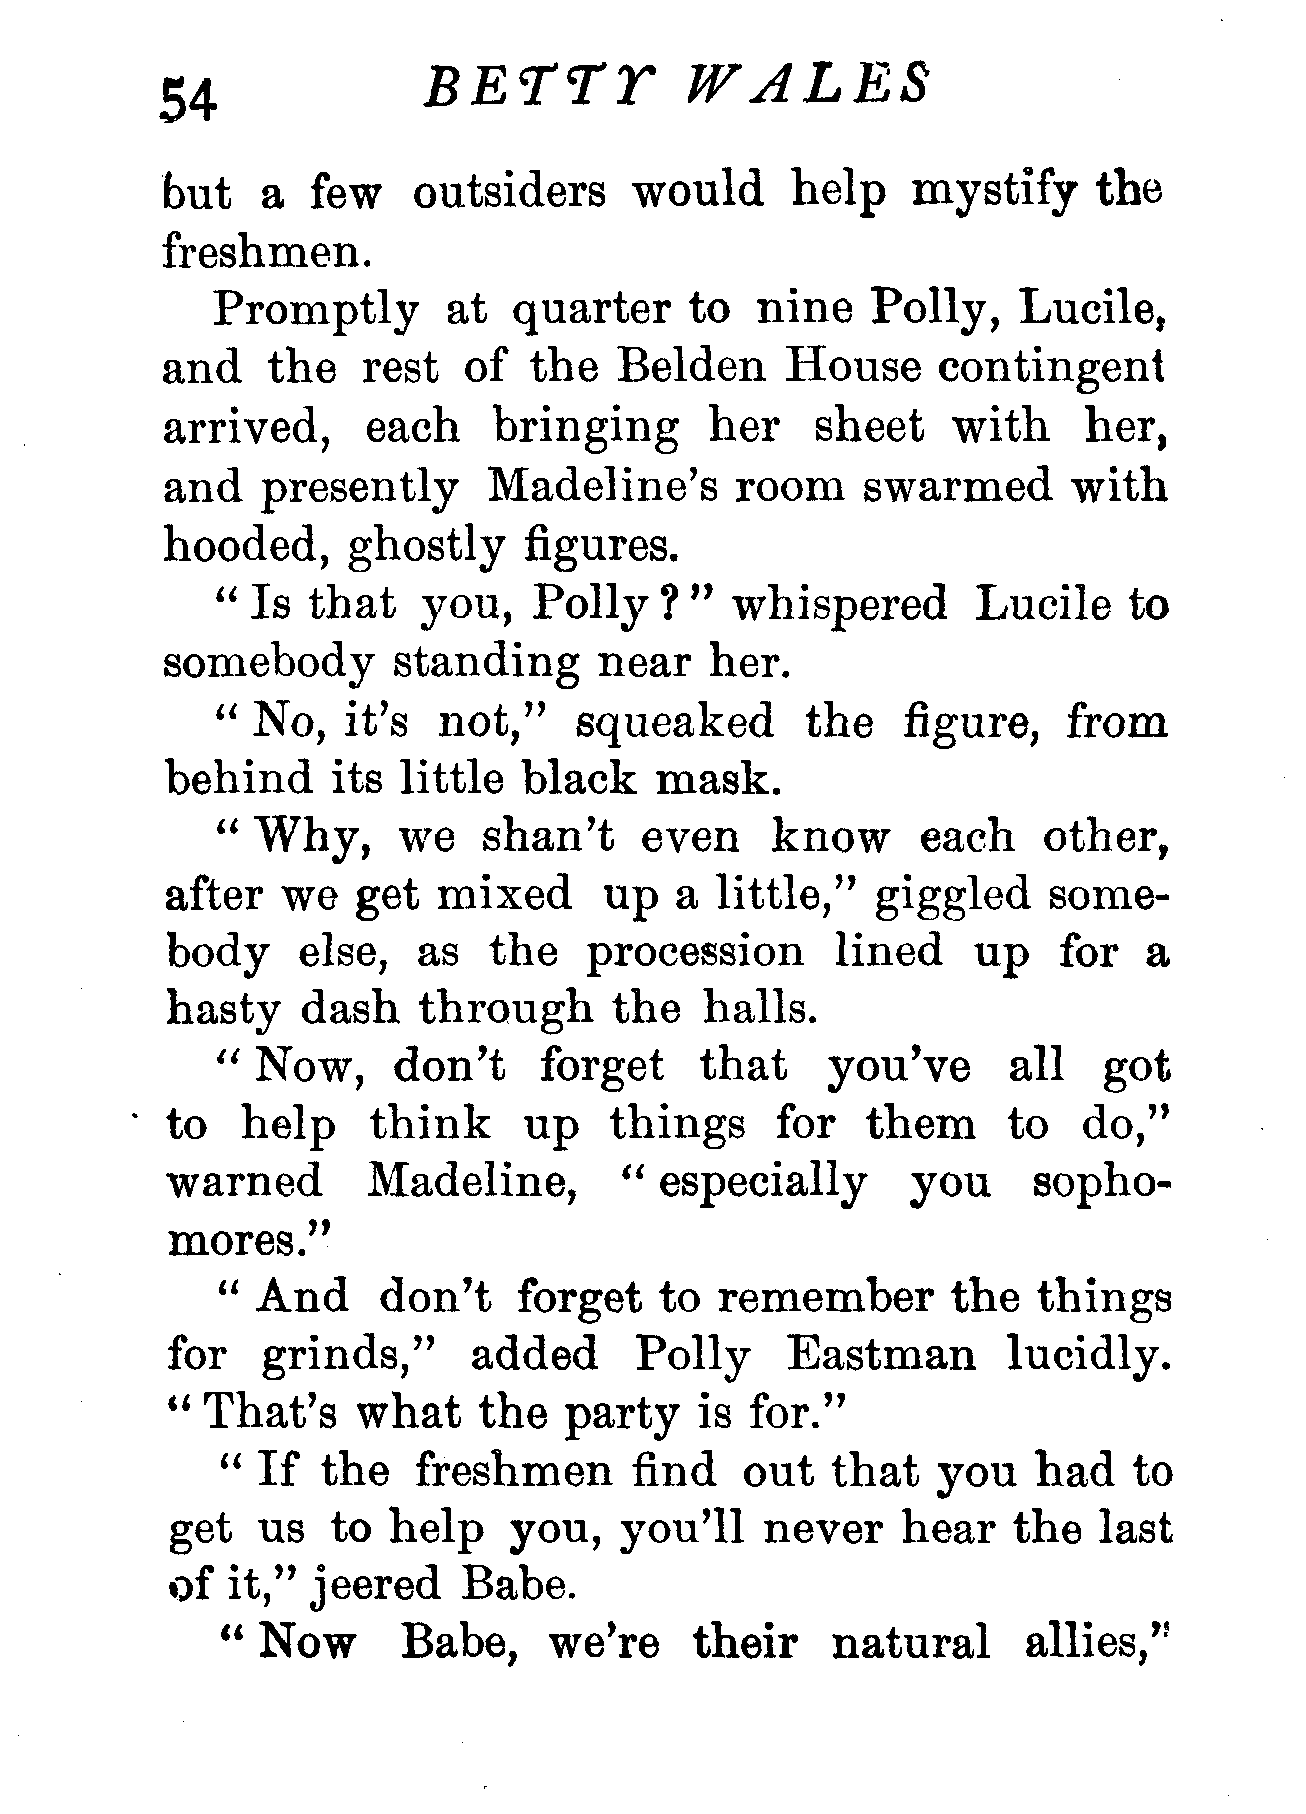 54 BETTY WALES
but a few outsiders would help mystify the
freshmen.
Promptly at quarter to nine Polly, Lucile,
and the rest of the Belden House contingent
arrived, each bringing her sheet with her,
and presently Madeline's room swarmed with
hooded, ghostly figures.
“ Is that you, Polly ? ” whispered Lucile to
somebody standing near her.
“ No, it's not,” squeaked the figure, from
behind its little black mask.
“ Why, we shan't even know each other,
after we get mixed up a little,” giggled some-
body else, as the procession lined up for a
hasty dash through the halls.
“ Now, don't forget that you've all got
to help think up things for them to do,”
warned Madeline, “ especially you sopho-
mores.”
“ And don't forget to remember the things
for grinds,” added Polly Eastman lucidly.
“ That's what the party is for.”
“ If the freshmen find out that you had to
get us to help you, you'll never hear the last
of it,” jeered Babe.
“ Now Babe, we're their natural allies,”